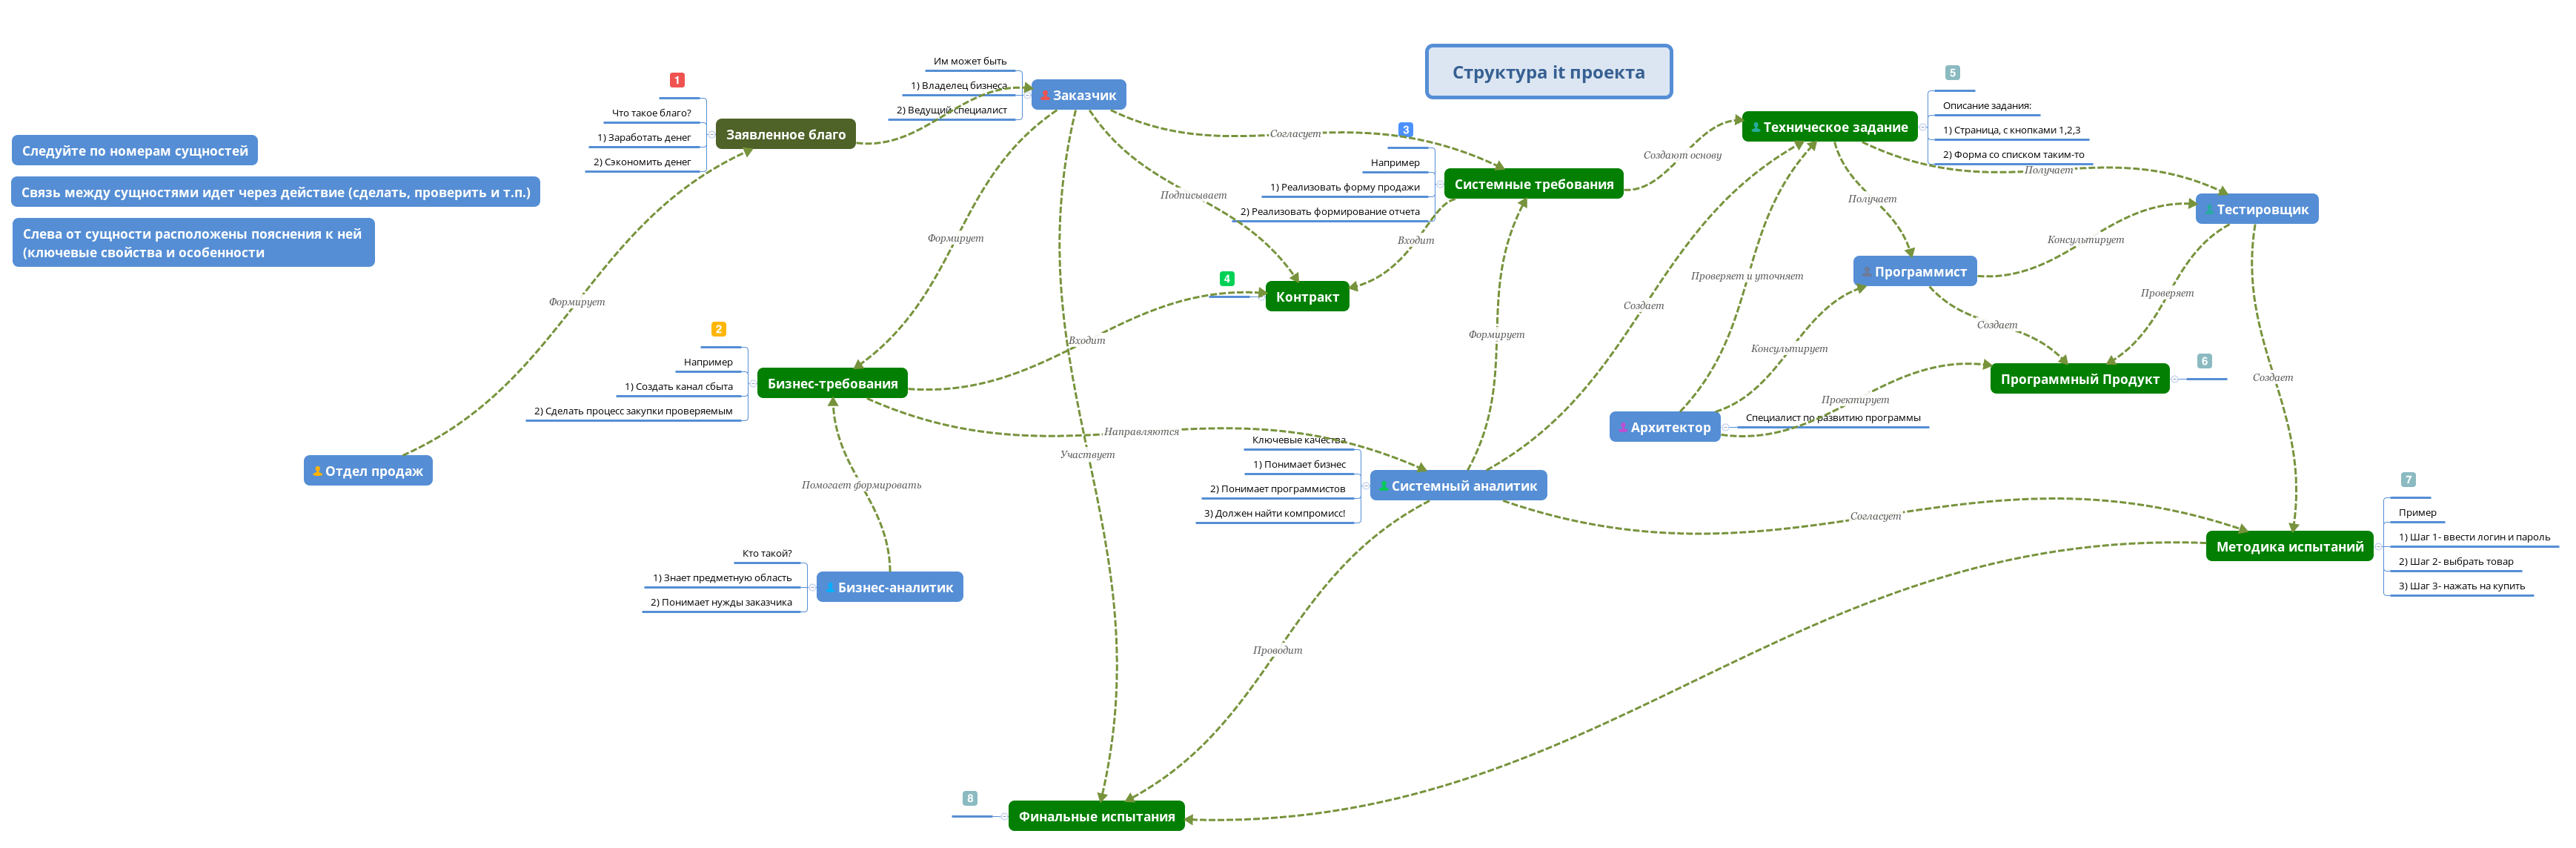 Структура it проекта
Следуйте по номерам сущностей
Связь между сущностями идет через действие (сделать, проверить и т.п.)
Слева от сущности расположены пояснения к ней
(ключевые свойства и особенности
1
Что такое благо?
1) Заработать денег
2) Сэкономить денег
Заявленное благо
Им может быть
1) Владелец бизнеса
2) Ведущий специалист
Заказчик
Согласует
Подписывает
Формирует
Формирует
3
Например
1) Реализовать форму продажи
2) Реализовать формирование отчета
Системные требования
Входит
Создают основу
5
Техническое задание
Описание задания:
1) Страница, с кнопками 1,2,3
2) Форма со списком таким-то
Получает
Получает
Тестировщик
Консультирует
Программист
Проверяет и уточняет
Создает
Проверяет
Создает
4
Контракт
Входит
Формирует
Консультирует
2
Например
1) Создать канал сбыта
2) Сделать процесс закупки проверяемым
Бизнес-требования
6
Программный Продукт
Создает
Проектирует
Архитектор
Специалист по развитию программы
Направляются
Участвует
Ключевые качества
1) Понимает бизнес
2) Понимает программистов
3) Должен найти компромисс!
Системный аналитик
Отдел продаж
Помогает формировать
Согласует
7
Пример
1) Шаг 1- ввести логин и пароль
2) Шаг 2- выбрать товар
3) Шаг 3- нажать на купить
Методика испытаний
Кто такой?
1) Знает предметную область
2) Понимает нужды заказчика
Бизнес-аналитик
Проводит
8
Финальные испытания